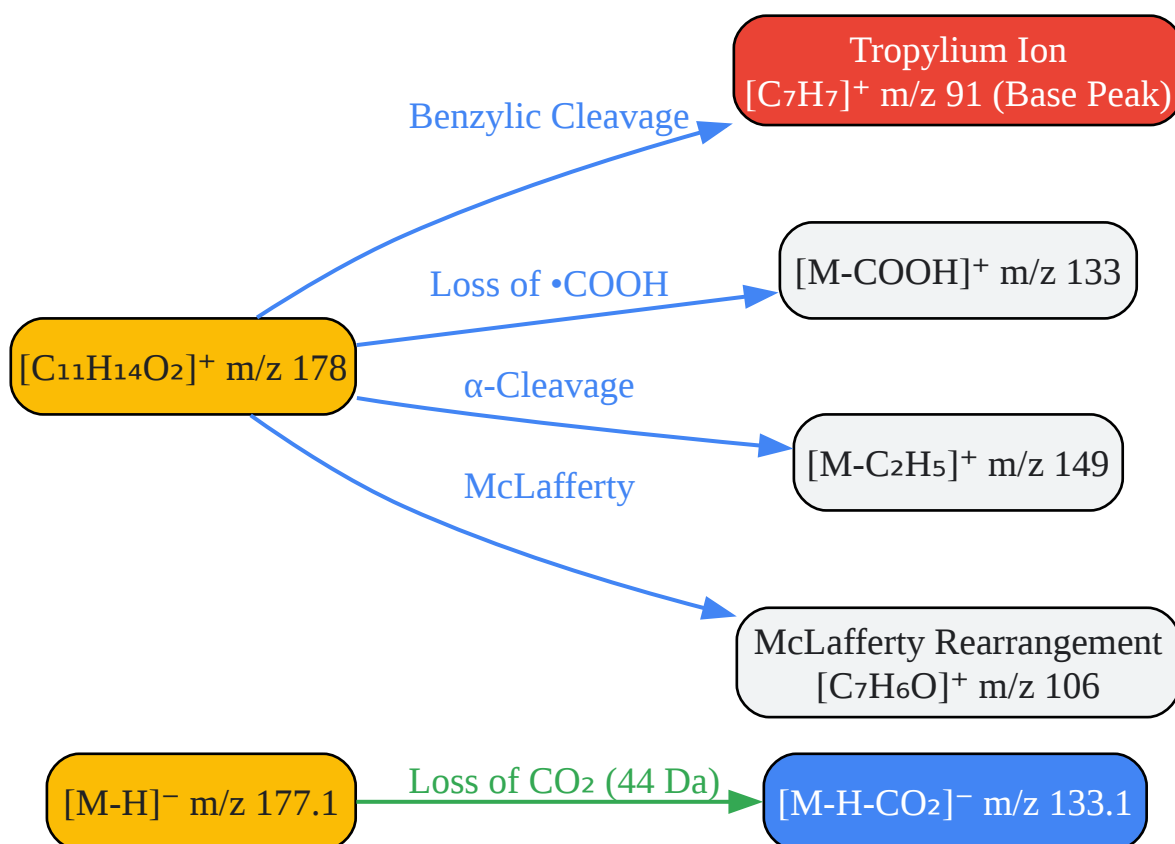 Tropylium Ion
[C₇H₇]⁺ m/z 91 (Base Peak)
Benzylic Cleavage
[M-COOH]⁺ m/z 133
Loss of •COOH
[C₁₁H₁₄O₂]⁺ m/z 178
α-Cleavage
[M-C₂H₅]⁺ m/z 149
McLafferty
McLafferty Rearrangement
[C₇H₆O]⁺ m/z 106
[M-H]⁻ m/z 177.1
Loss of CO₂ (44 Da)
[M-H-CO₂]⁻ m/z 133.1